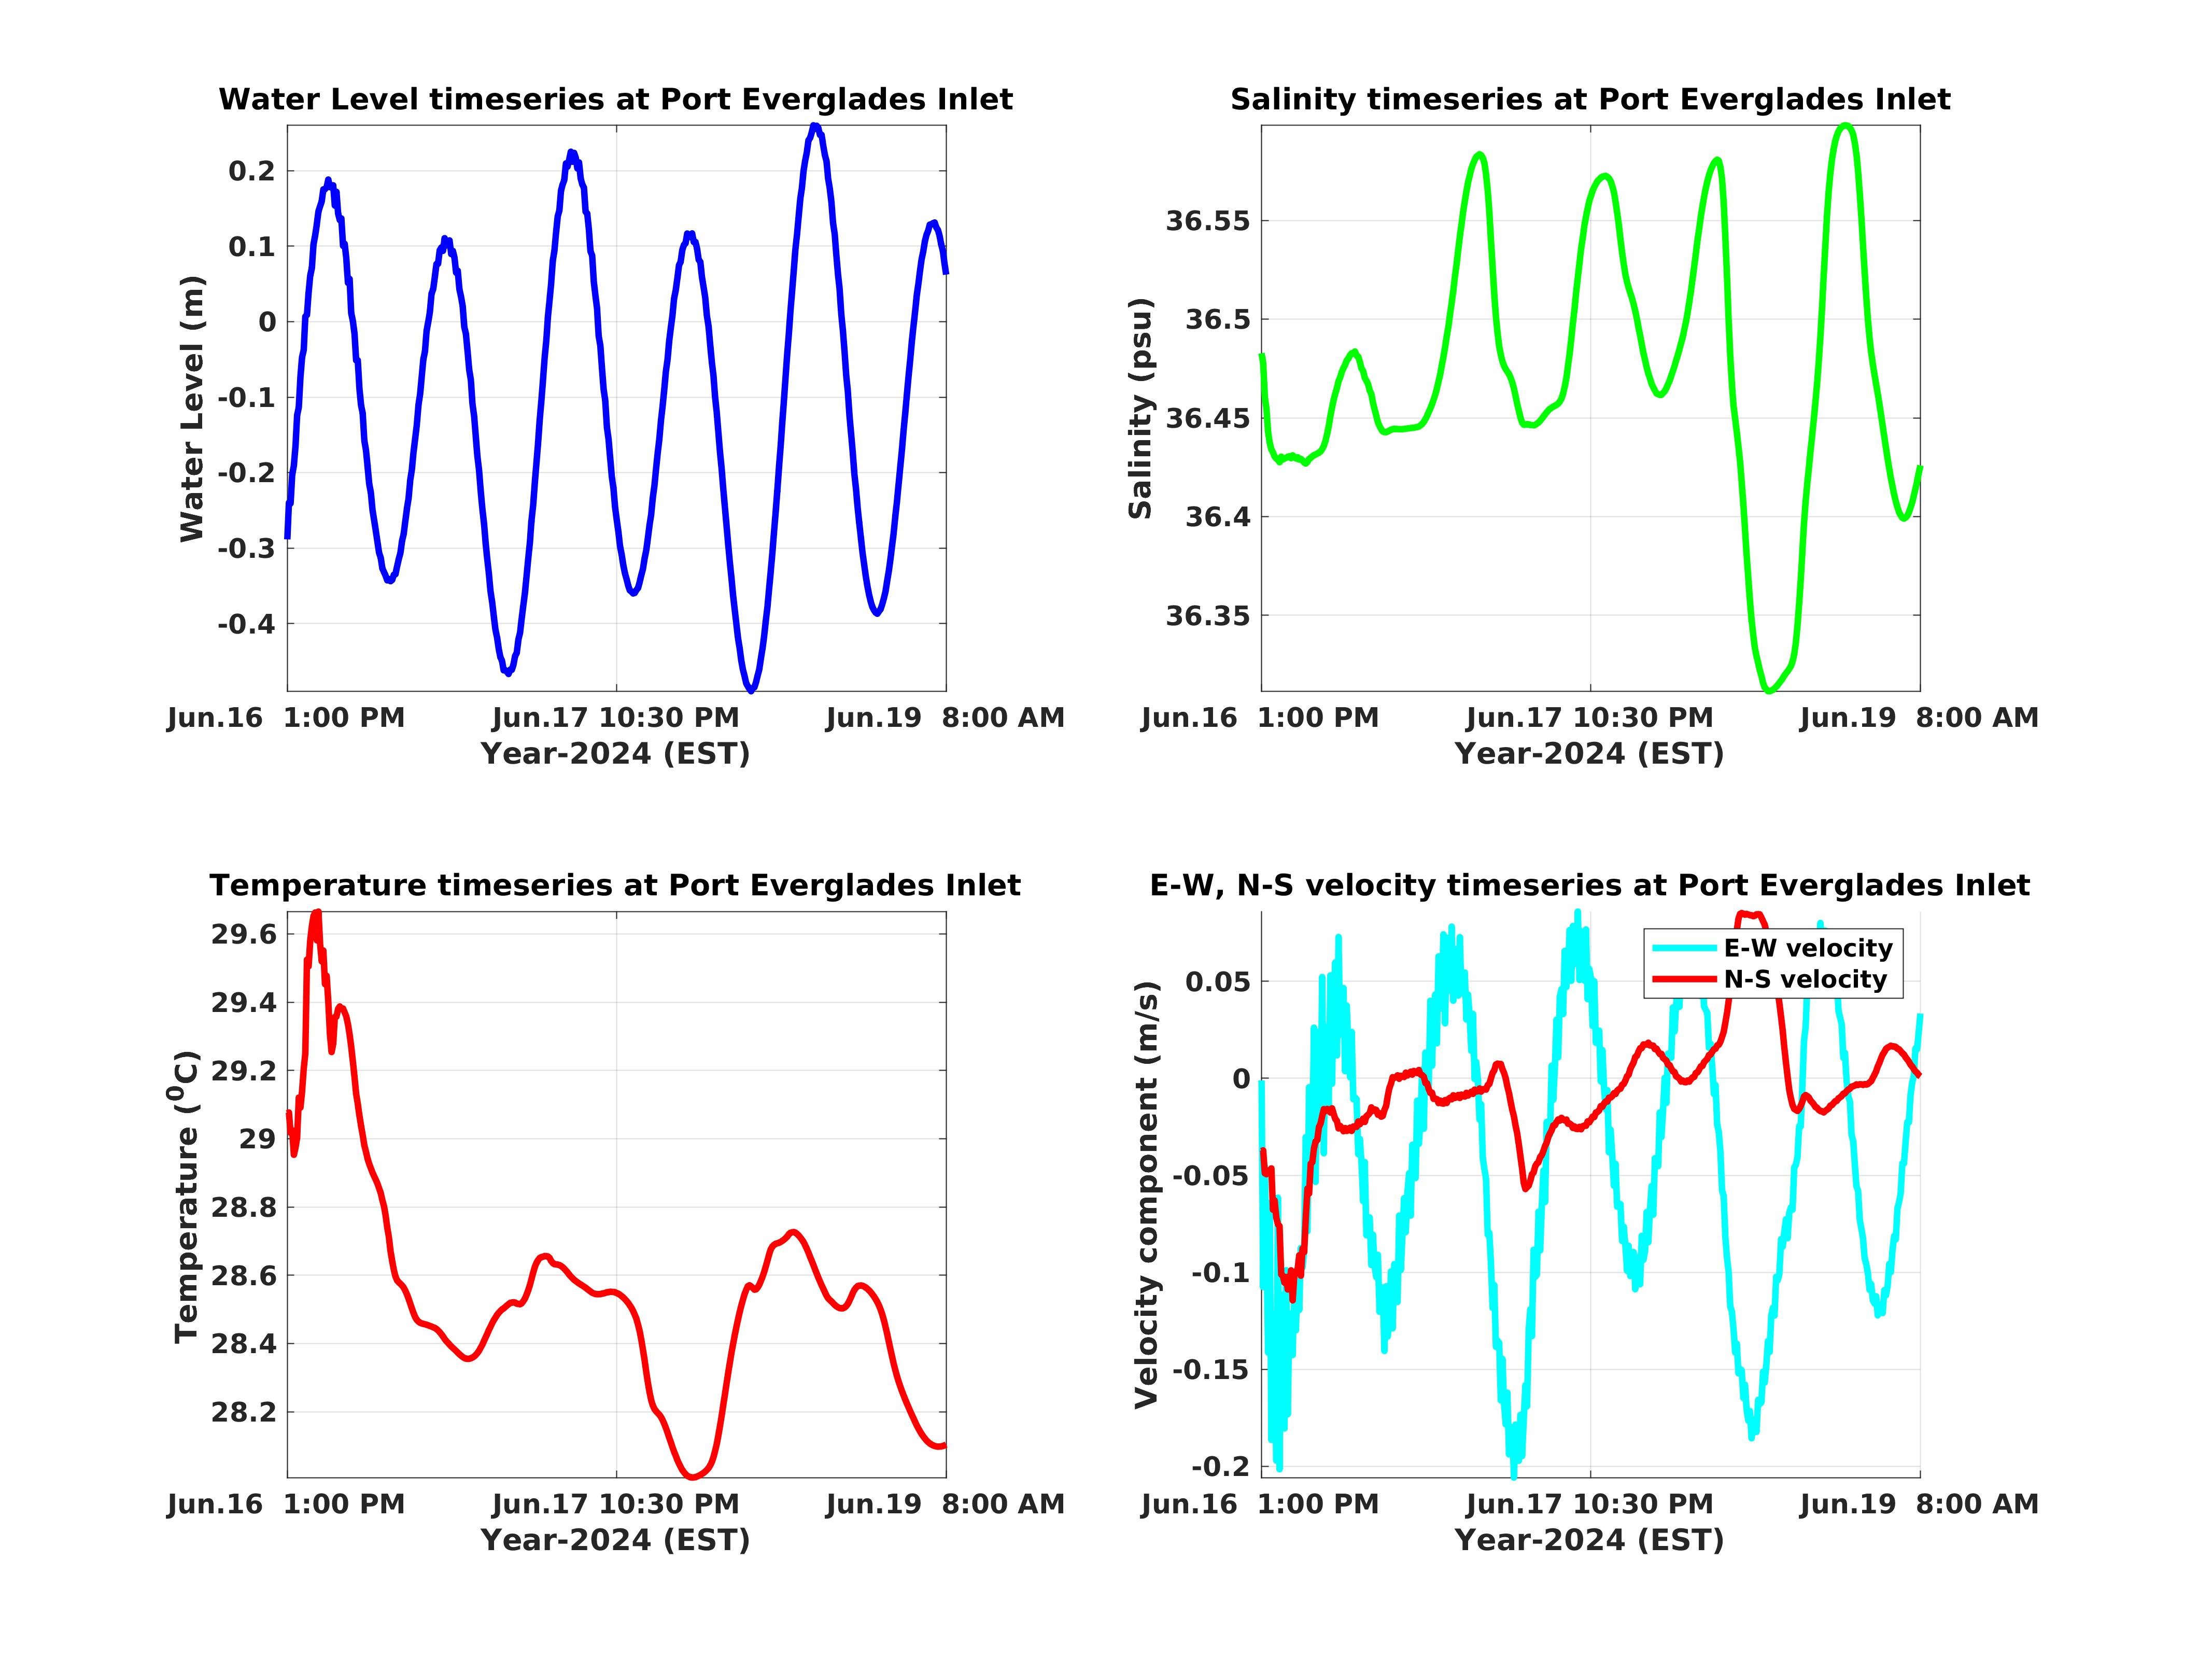 Water Level timeseries at Port Everglades Inlet
Water Level (m)
0.2
0.1
0
-0.1
-0.2
-0.3
-0.4
Jun.16 1:00 PM Jun.17 10:30 PM Jun.19 8:00 AM
Year-2024 (EST)
Salinity timeseries at Port Everglades Inlet
Salinity (psu)
36.55
36.5
36.45
36.4
36.35
Jun.16 1:00 PM Jun.17 10:30 PM Jun.19 8:00 AM
Year-2024 (EST)
Temperature timeseries at Port Everglades Inlet
Temperature (⁰C)
29.6
29.4
29.2
29
28.8
28.6
28.4
28.2
Jun.16 1:00 PM Jun.17 10:30 PM Jun.19 8:00 AM
Year-2024 (EST)
E-W, N-S velocity timeseries at Port Everglades Inlet
Velocity component (m/s)
0.05
0
-0.05
-0.1
-0.15
-0.2
E-W velocity
N-S velocity
Jun.16 1:00 PM Jun.17 10:30 PM Jun.19 8:00 AM
Year-2024 (EST)